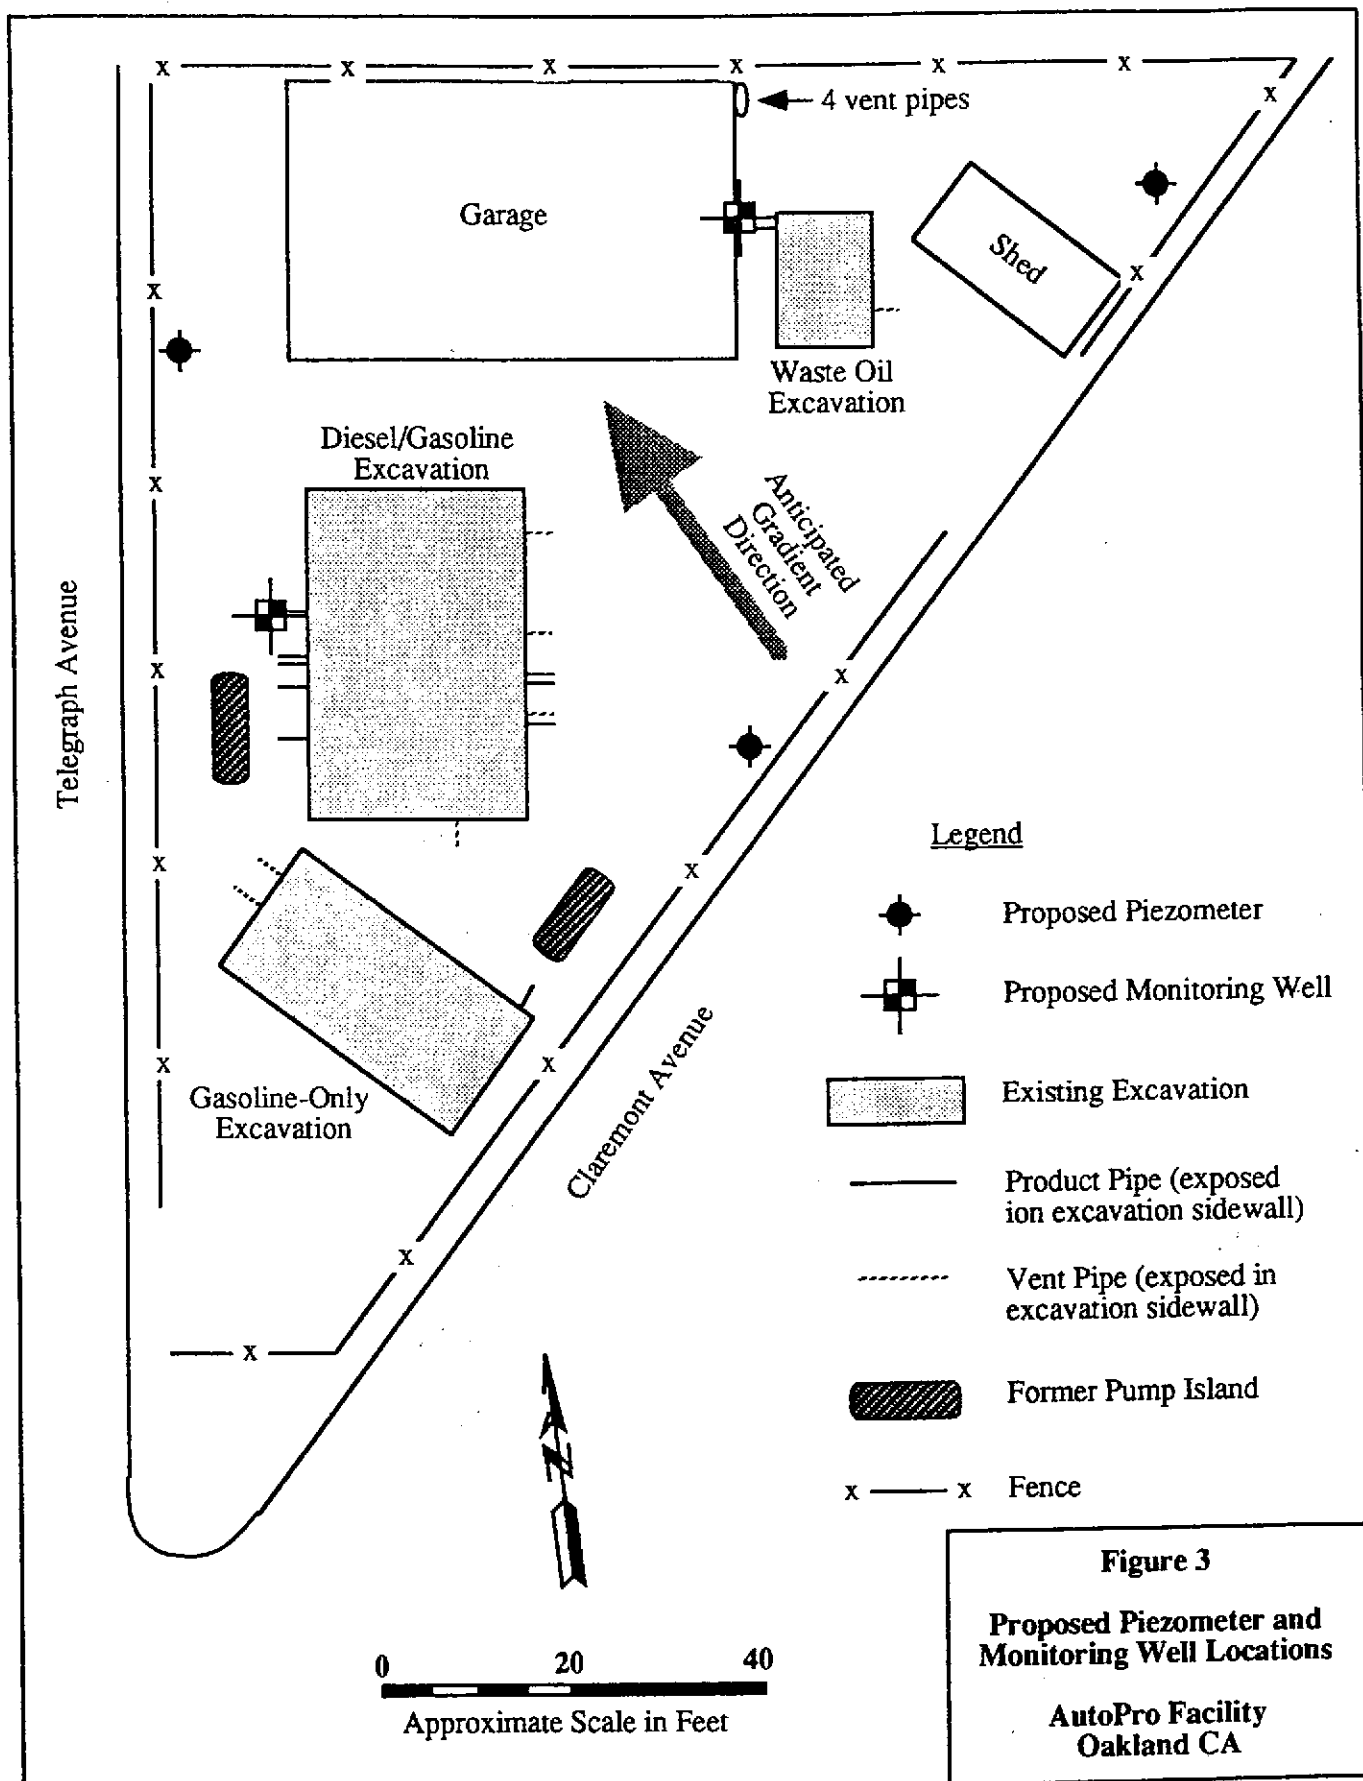 x x x x x x
x
4 vent pipes
Garage
Shed
x
x
Waste Oil
Excavation
Diesel/Gasoline
Excavation
x
Anticipated
Gradient
Direction
Telegraph Avenue
x
x
x
x
x
x
Gasoline-Only
Excavation
Claremont Avenue
x
x
N
Legend
Proposed Piezometer
Proposed Monitoring Well
Existing Excavation
Product Pipe (exposed
ion excavation sidewall)
Vent Pipe (exposed in
excavation sidewall)
Former Pump Island
x x Fence
0 20 40
Approximate Scale in Feet
Figure 3
Proposed Piezometer and
Monitoring Well Locations
AutoPro Facility
Oakland CA